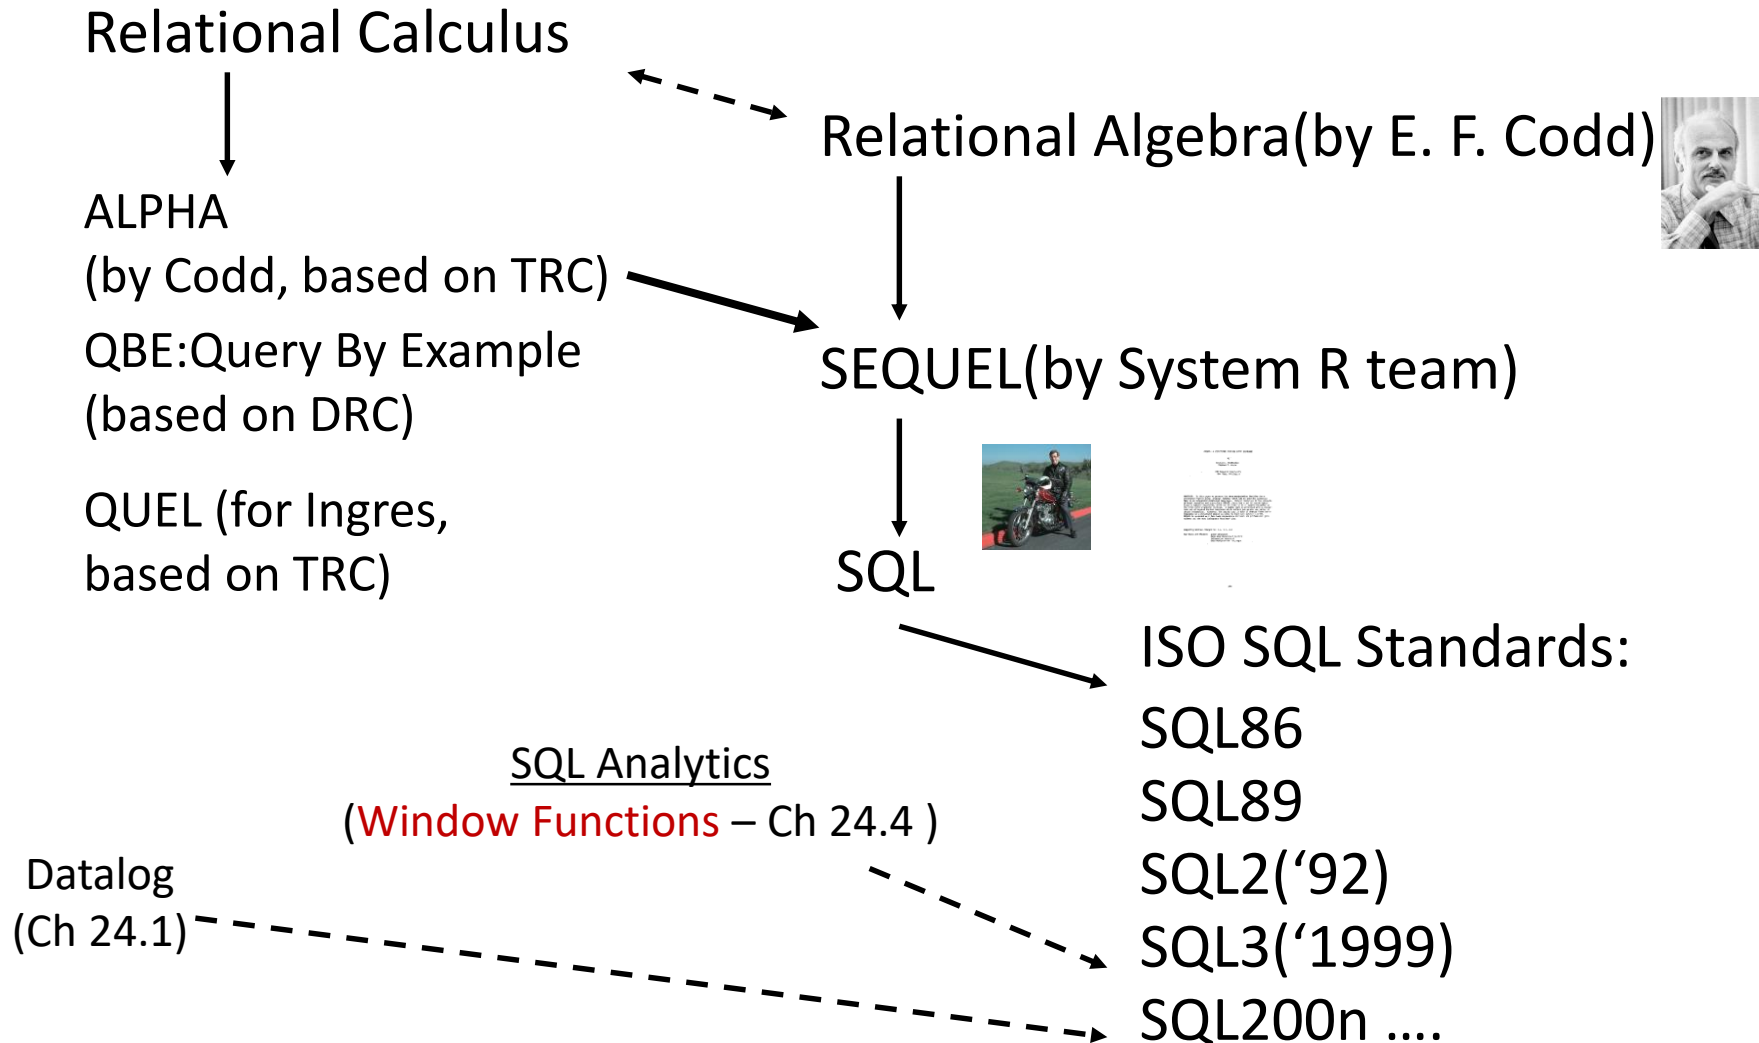 Relational Calculus
Relational Algebra(by E. F. Codd)
ALPHA
(by Codd, based on TRC)
QBE:Query By Example
(based on DRC)
SEQUEL(by System R team)
QUEL (for Ingres,
based on TRC)
SQL
ISO SQL Standards:
SQL86
SQL89
SQL2(‘92)
SQL3(‘1999)
SQL200n ....
SQL Analytics
(Window Functions – Ch 24.4 )
Datalog
(Ch 24.1)